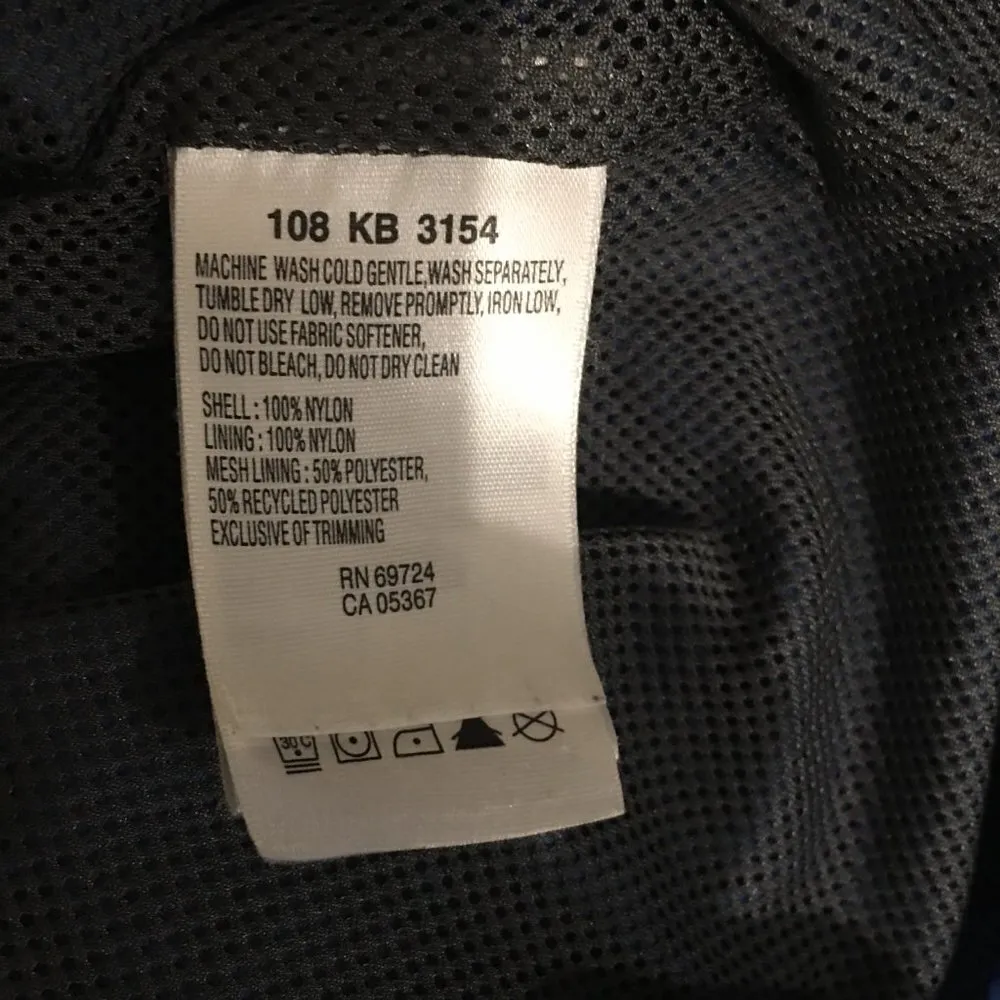 108 KB 3154
MACHINE WASH COLD GENTLE, WASH SEPARATELY,
TUMBLE DRY LOW, REMOVE PROMPTLY, IRON LOW,
DO NOT USE FABRIC SOFTENER,
DO NOT BLEACH, DO NOT DRY CLEAN
SHELL : 100% NYLON
LINING : 100% NYLON
MESH LINING : 50% POLYESTER,
50% RECYCLED POLYESTER
EXCLUSIVE OF TRIMMING
RN 69724
CA 05367
30°C